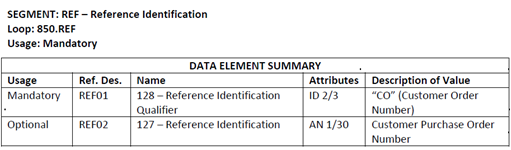 SEGMENT: REF – Reference Identification
Loop: 850.REF
Usage: Mandatory
DATA ELEMENT SUMMARY
Usage Ref. Des. Name Attributes Description of Value
Mandatory REF01 128 – Reference Identification ID 2/3 “CO” (Customer Order
Qualifier Number)
Optional REF02 127 – Reference Identification AN 1/30 Customer Purchase Order
Number